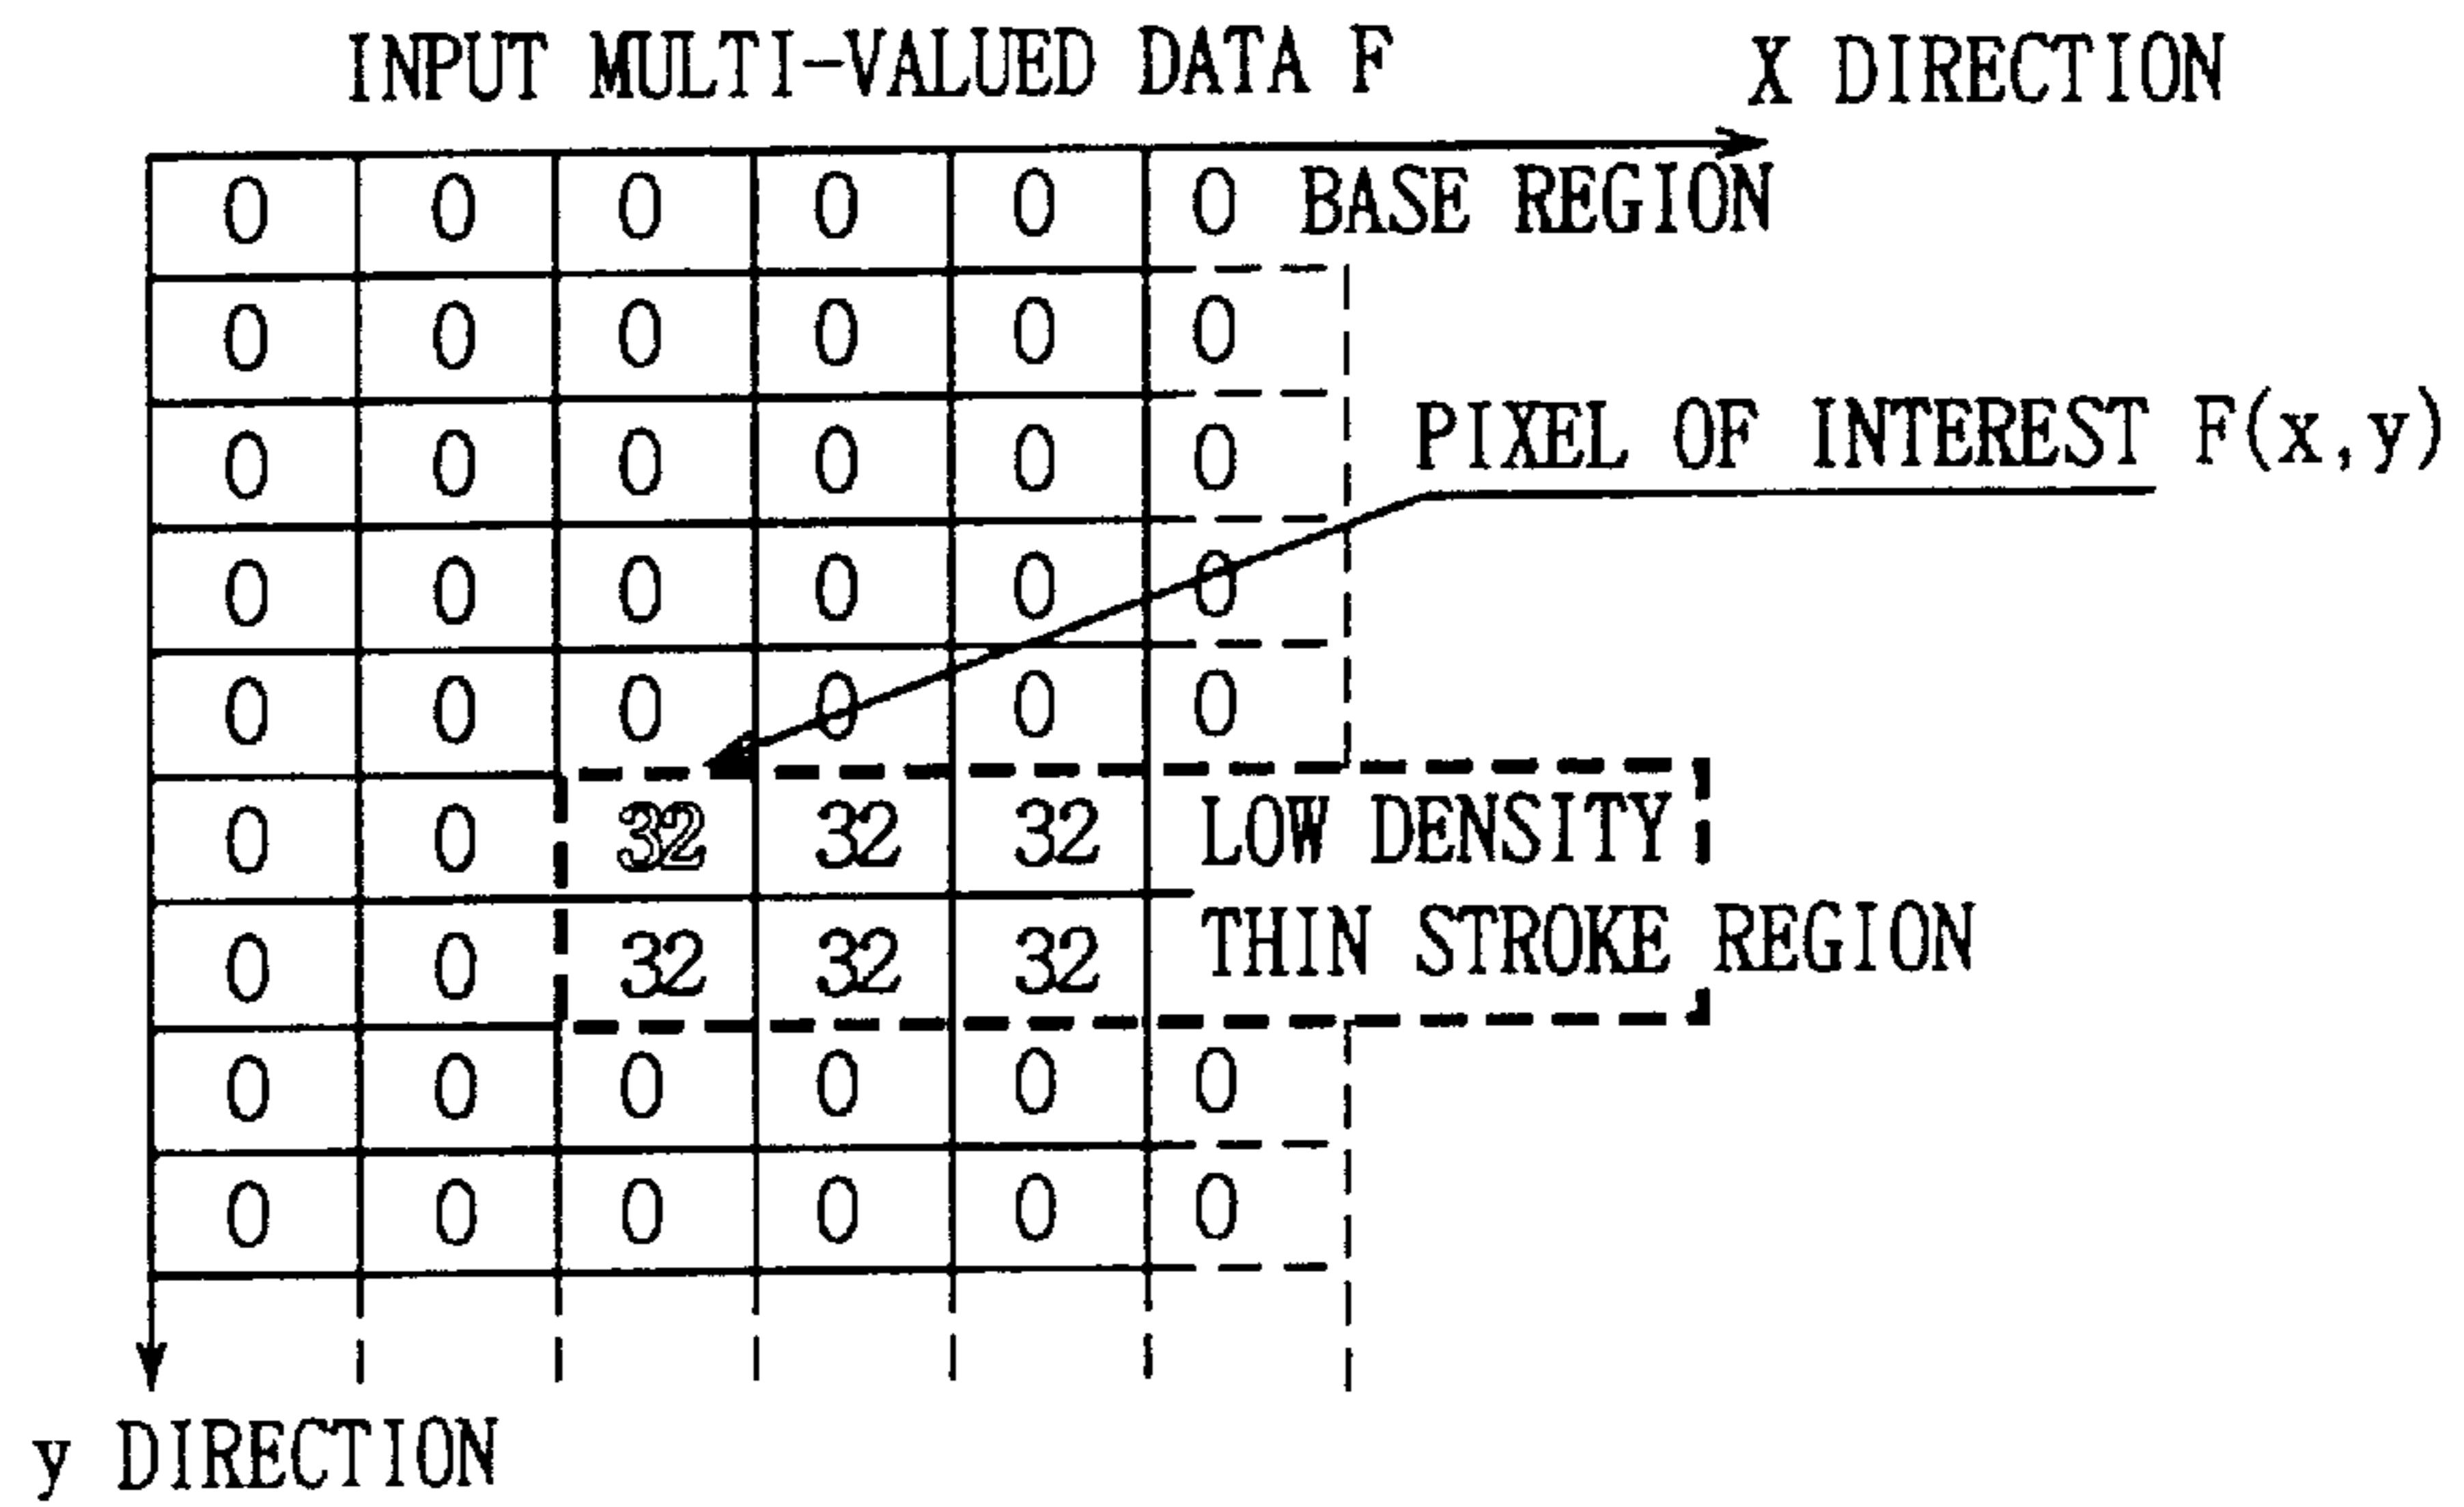 INPUT MULTI-VALUED DATA F
X DIRECTION
0 0 0 0 0 0 BASE REGION
0 0 0 0 0 0
PIXEL OF INTEREST F(x,y)
0 0 0 0 0 0
0 0 0 0 0 0
0 0 0 0 0 0
0 0 32 32 32 LOW DENSITY
0 0 32 32 32 THIN STROKE REGION
0 0 0 0 0 0
0 0 0 0 0 0
y DIRECTION